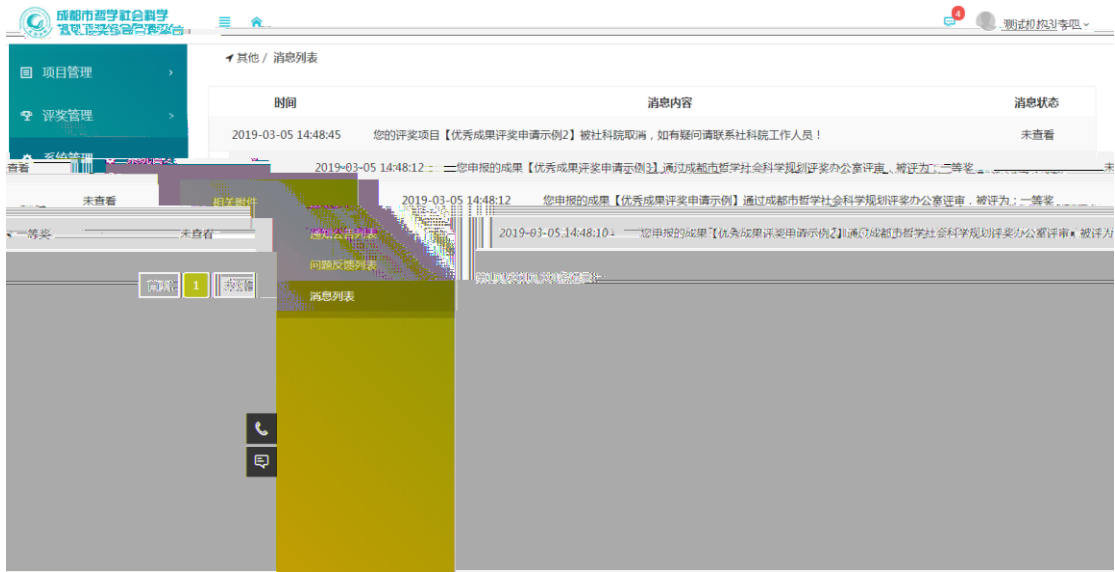 成都市哲学社会科学
4
测试机构3|李四
其他 / 消息列表
项目管理
评奖管理
系统管理
时间 消息内容 消息状态
2019-03-05 14:48:45 您的评奖项目【优秀成果评奖申请示例2】被社科院取消，如有疑问请联系社科院工作人员！ 未查看
查看 2019-03-05 14:48:12 您申报的成果【优秀成果评奖申请示例3】通过成都市哲学社会科学规划评奖办公室评审，被评为：二等奖 未
未查看 相关附件 2019-03-05 14:48:12 您申报的成果【优秀成果评奖申请示例】通过成都市哲学社会科学规划评奖办公室评审，被评为：一等奖
一等奖 未查看 2019-03-05 14:48:10 您申报的成果【优秀成果评奖申请示例2】通过成都市哲学社会科学规划评奖办公室评审，被评为
问题反馈列表
1
消息列表